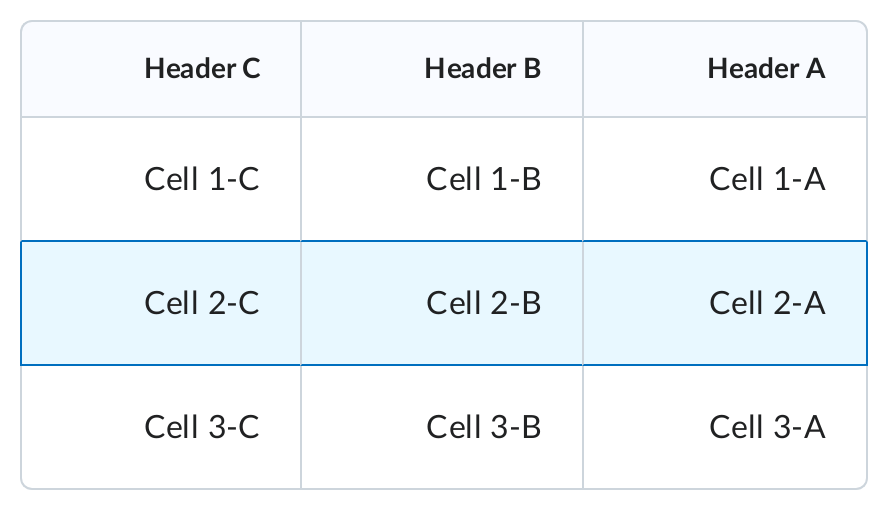 Header C Header B Header A
Cell 1-C Cell 1-B Cell 1-A
Cell 2-C Cell 2-B Cell 2-A
Cell 3-C Cell 3-B Cell 3-A